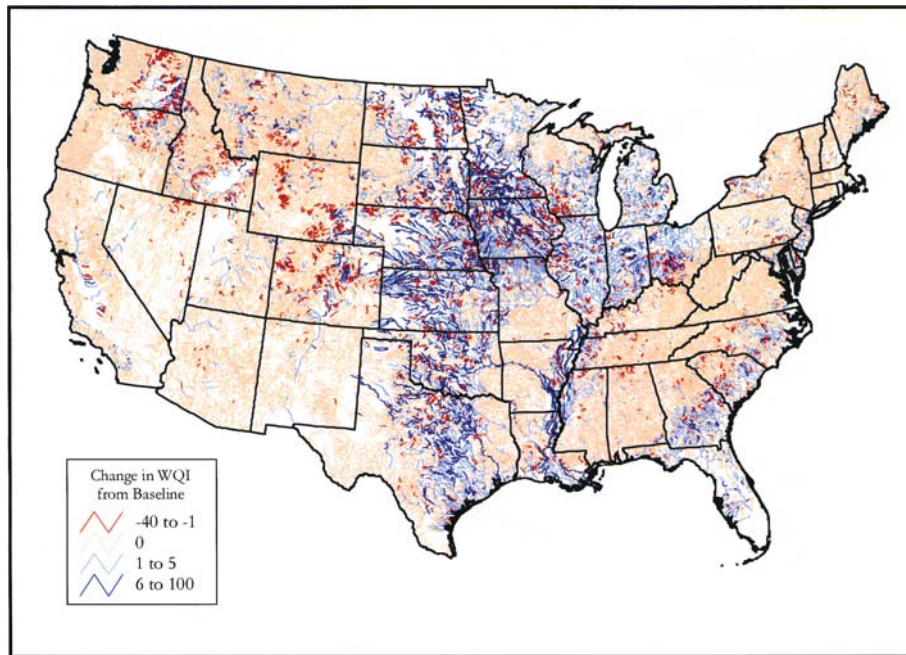 Change in WQI
from Baseline
-40 to -1
0
1 to 5
6 to 100